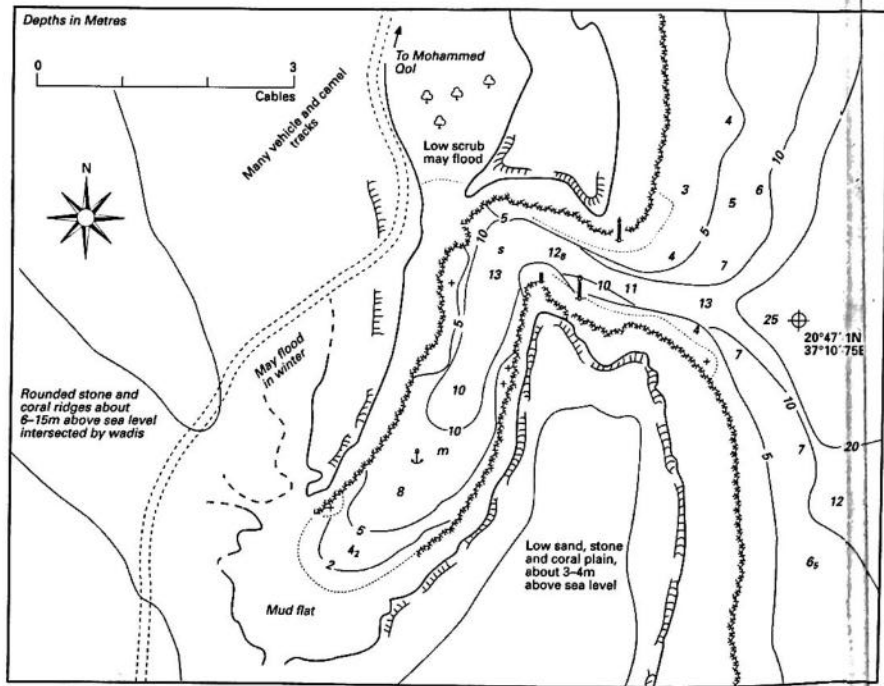 Depths in Metres
0
3
Cables
To Mohammed
Qol
Many vehicle and camel
tracks
Low scrub
may flood
N
4
10
3
5
6
5
5
10
4
7
s
12₈
13
10
11
13
25
20°47´·1N
37°10´·75E
4
7
5
May flood
in winter
10
10
Rounded stone and
coral ridges about
6–15m above sea level
intersected by wadis
m
8
5
10
7
20
12
5
4₂
2
Low sand, stone
and coral plain,
about 3–4m
above sea level
6₅
Mud flat